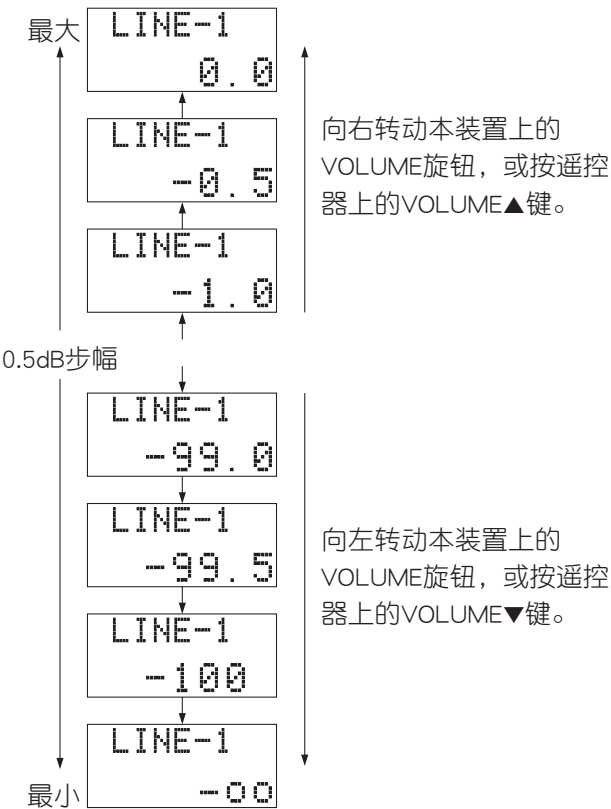 最大
LINE-1
0.0
LINE-1
-0.5
LINE-1
-1.0
向右转动本装置上的
VOLUME旋钮，或按遥控
器上的VOLUME▲键。
0.5dB步幅
LINE-1
-99.0
LINE-1
-99.5
LINE-1
-100
LINE-1
-oo
向左转动本装置上的
VOLUME旋钮，或按遥控
器上的VOLUME▼键。
最小